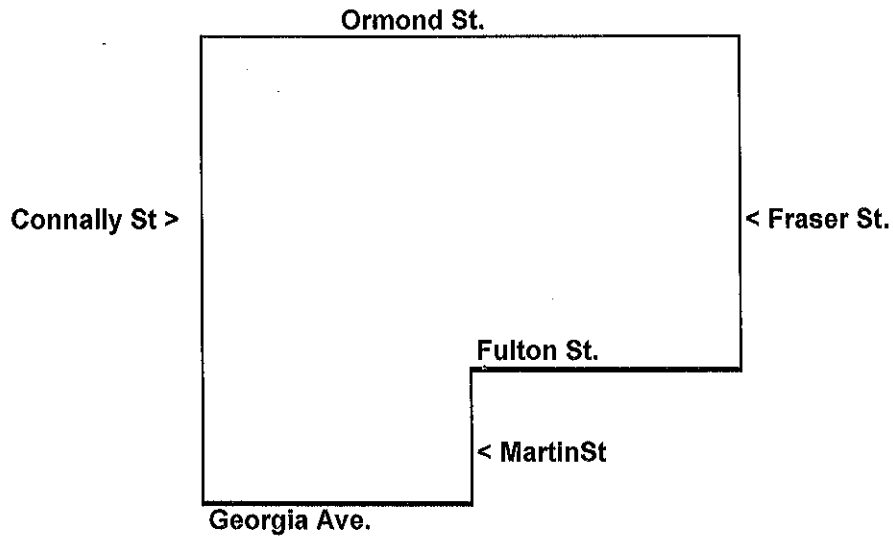 Ormond St.
Connally St >
< Fraser St.
Fulton St.
< MartinSt
Georgia Ave.